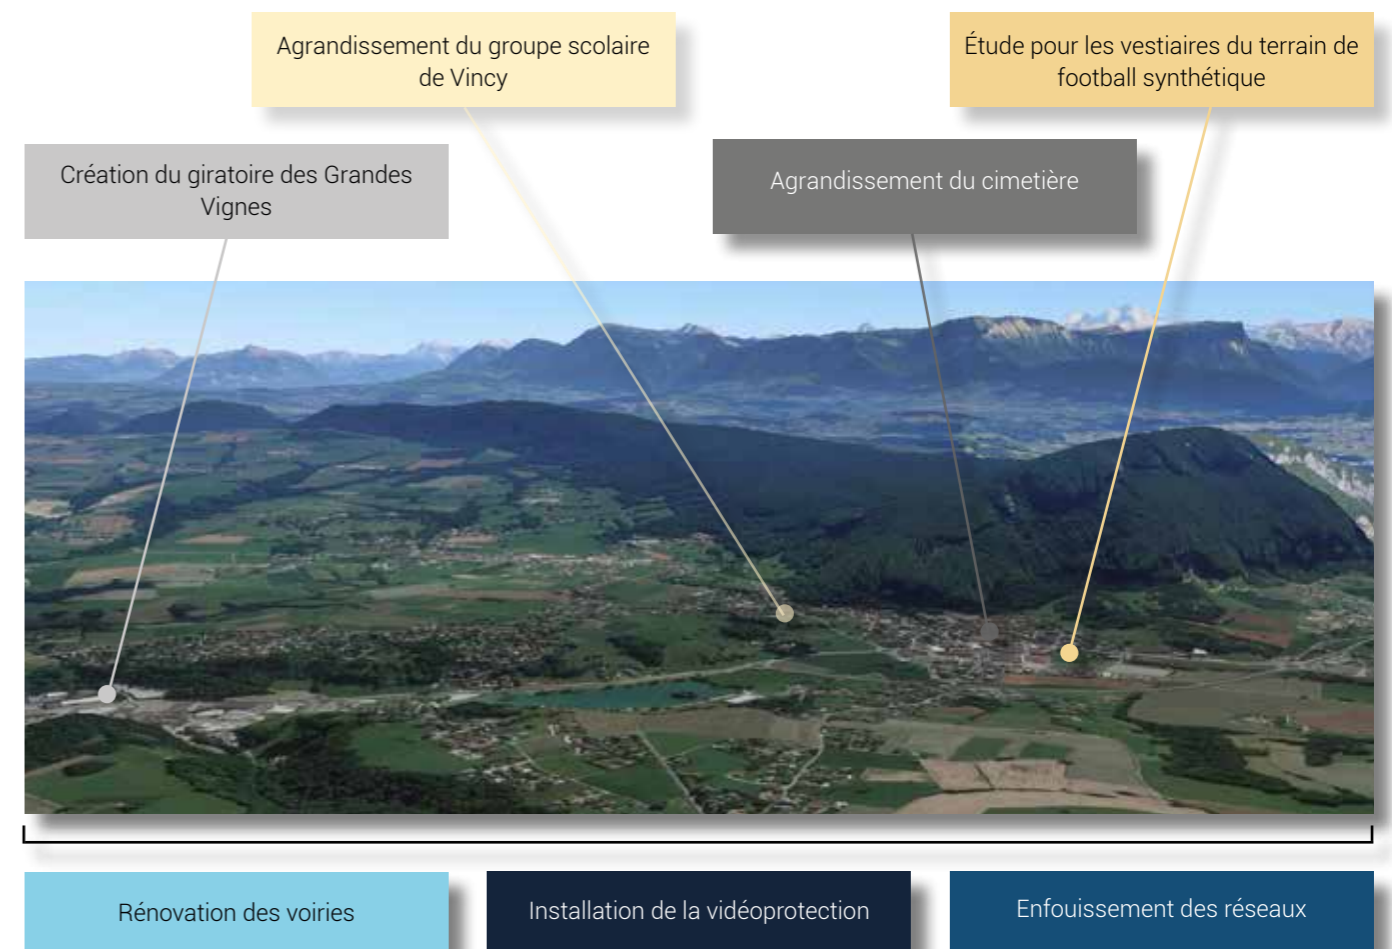 Agrandissement du groupe scolaire
de Vincy
Étude pour les vestiaires du terrain de
football synthétique
Création du giratoire des Grandes
Vignes
Agrandissement du cimetière
Rénovation des voiries
Installation de la vidéoprotection
Enfouissement des réseaux